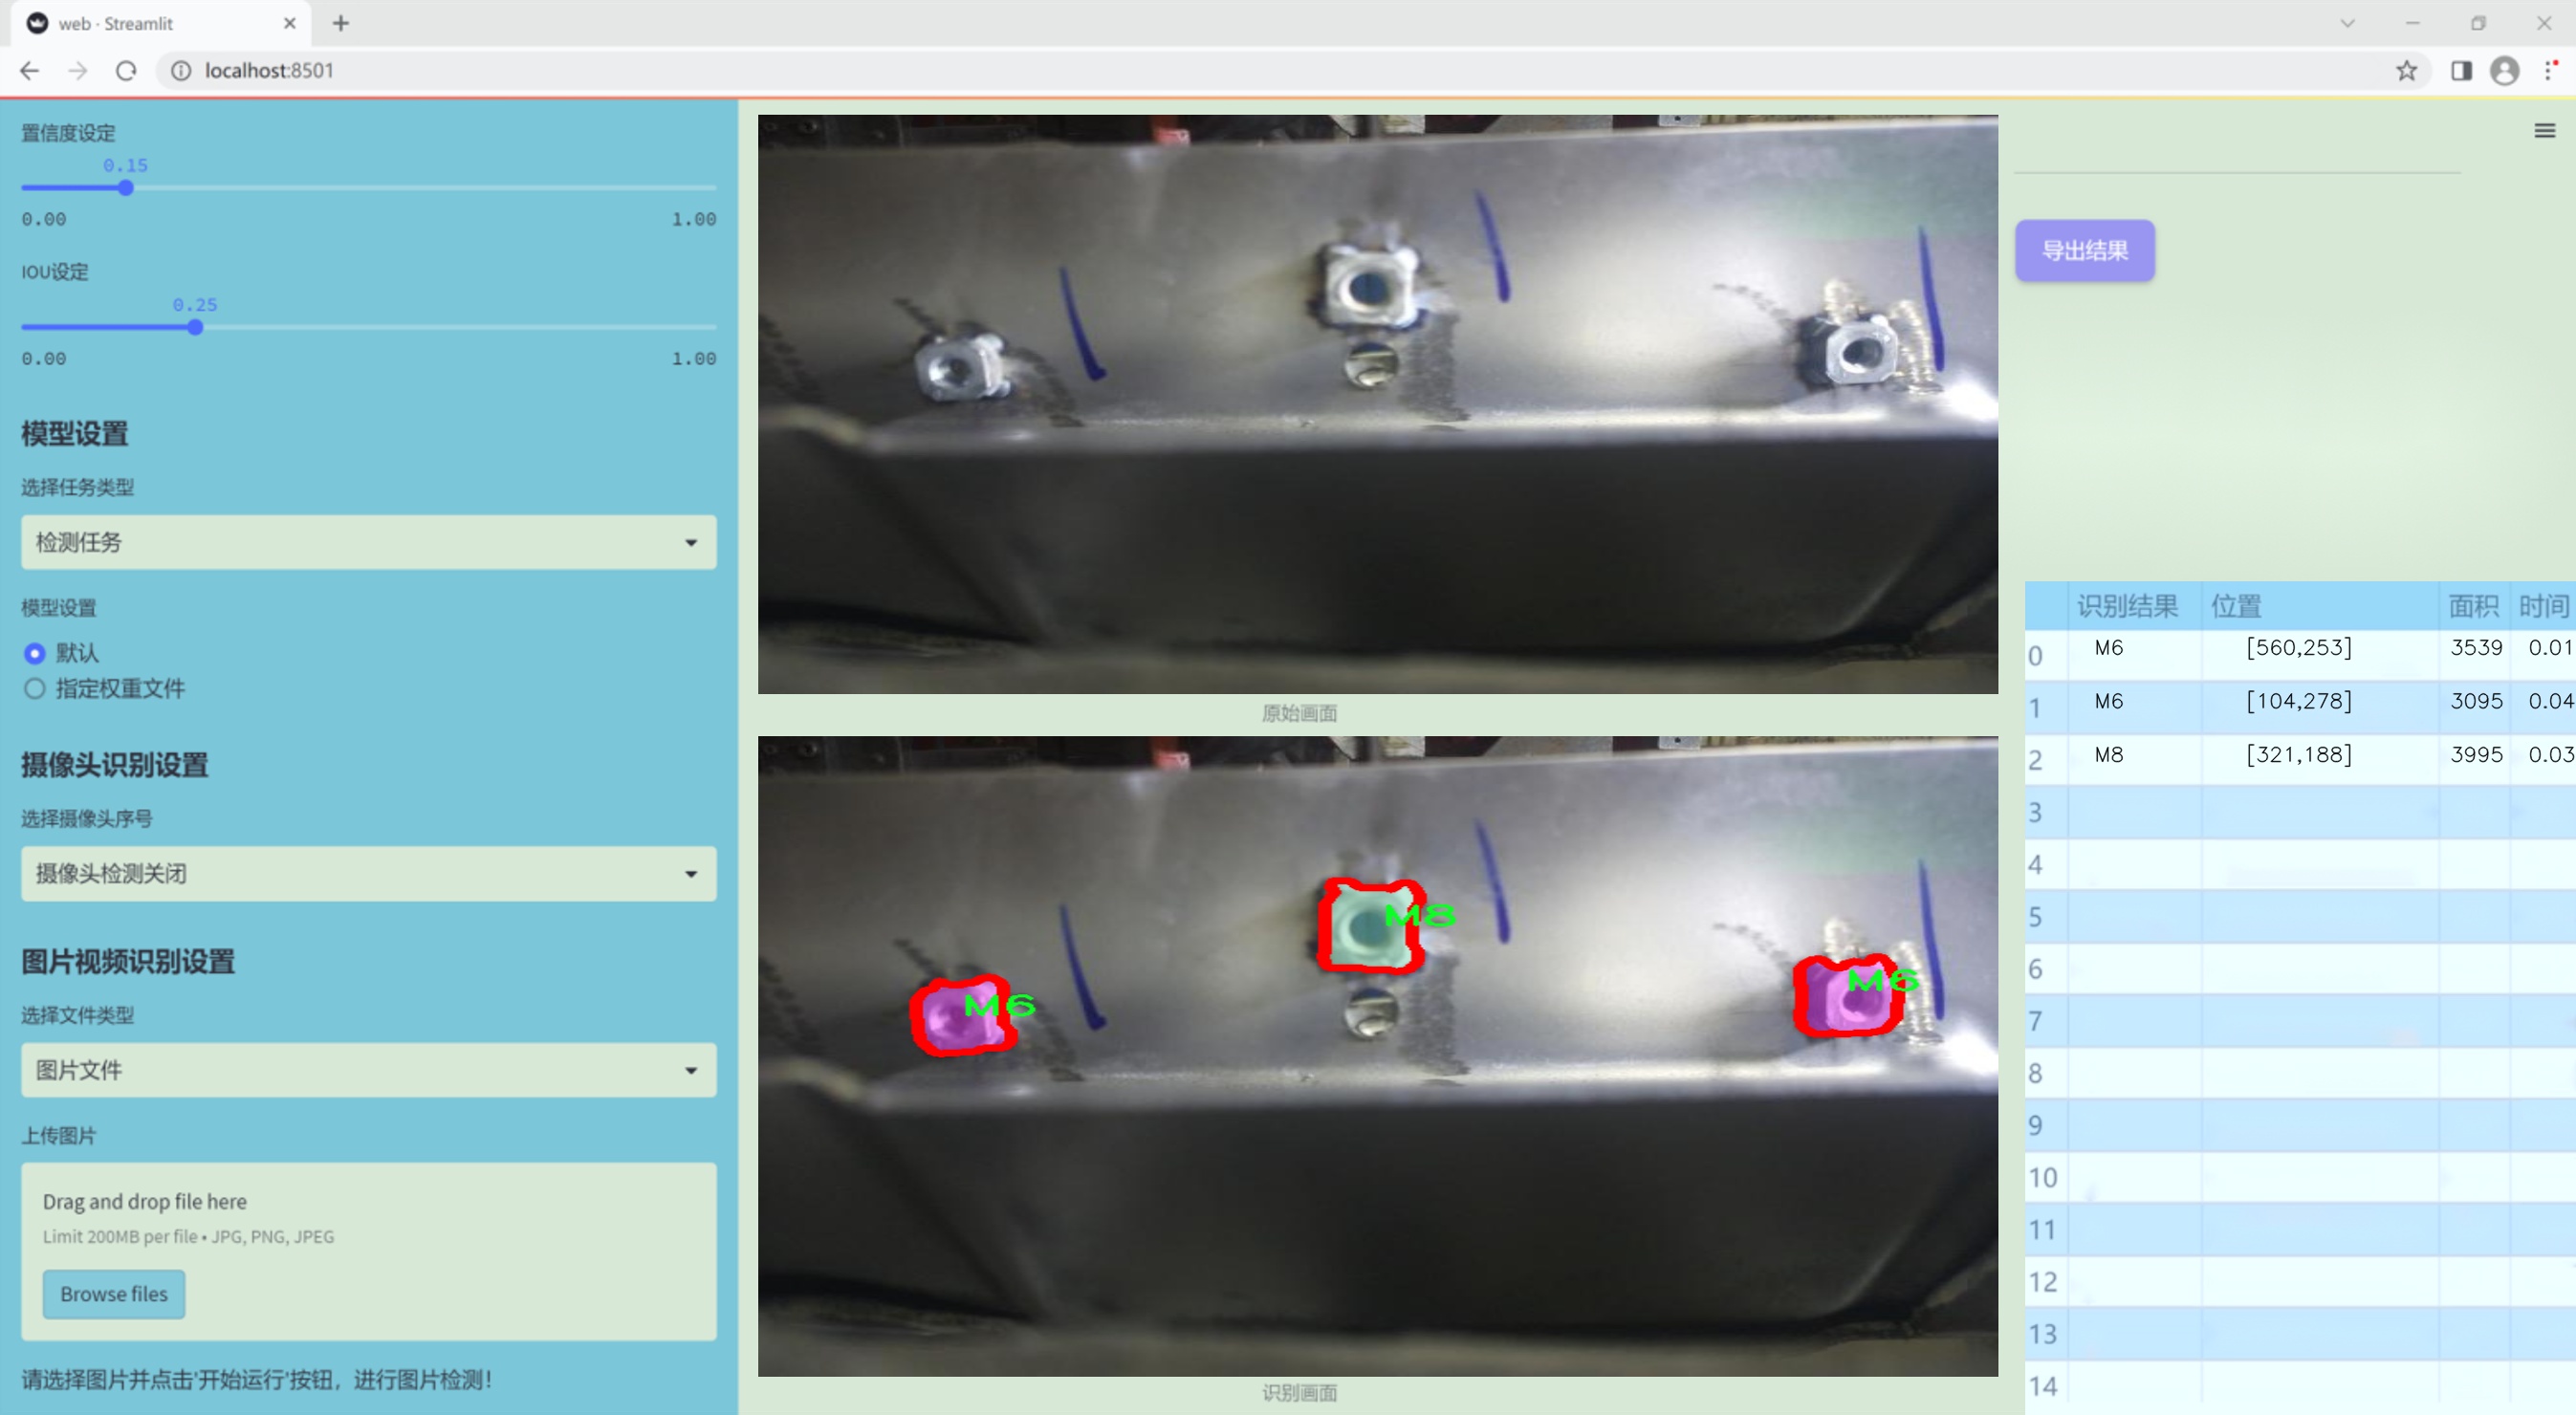 web · Streamlit
localhost:8501
置信度设定
0.15
0.00 1.00
IOU设定
0.25
0.00 1.00
模型设置
选择任务类型
检测任务
模型设置
默认
指定权重文件
摄像头识别设置
选择摄像头序号
摄像头检测关闭
图片视频识别设置
选择文件类型
图片文件
上传图片
Drag and drop file here
Limit 200MB per file • JPG, PNG, JPEG
Browse files
请选择图片并点击'开始运行'按钮，进行图片检测！
原始画面
M8
M6
M6
识别画面
导出结果
识别结果 位置 面积 时间
0 M6 [560,253] 3539 0.01
1 M6 [104,278] 3095 0.04
2 M8 [321,188] 3995 0.03
3
4
5
6
7
8
9
10
11
12
13
14